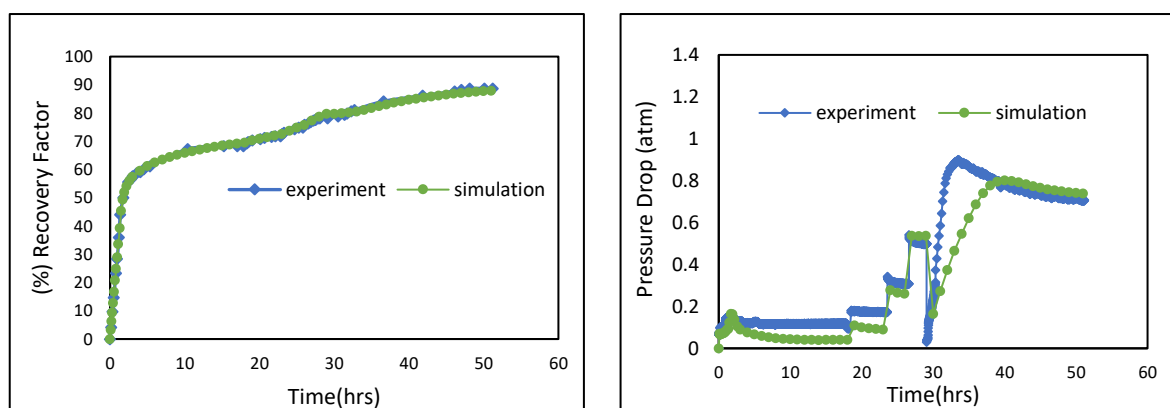 100
90
80
70
60
50
40
30
20
10
0
(%) Recovery Factor
experiment
simulation
0 10 20 30 40 50 60
Time(hrs)
1.4
1.2
1
0.8
0.6
0.4
0.2
0
Pressure Drop (atm)
experiment
simulation
0 10 20 30 40 50 60
Time(hrs)